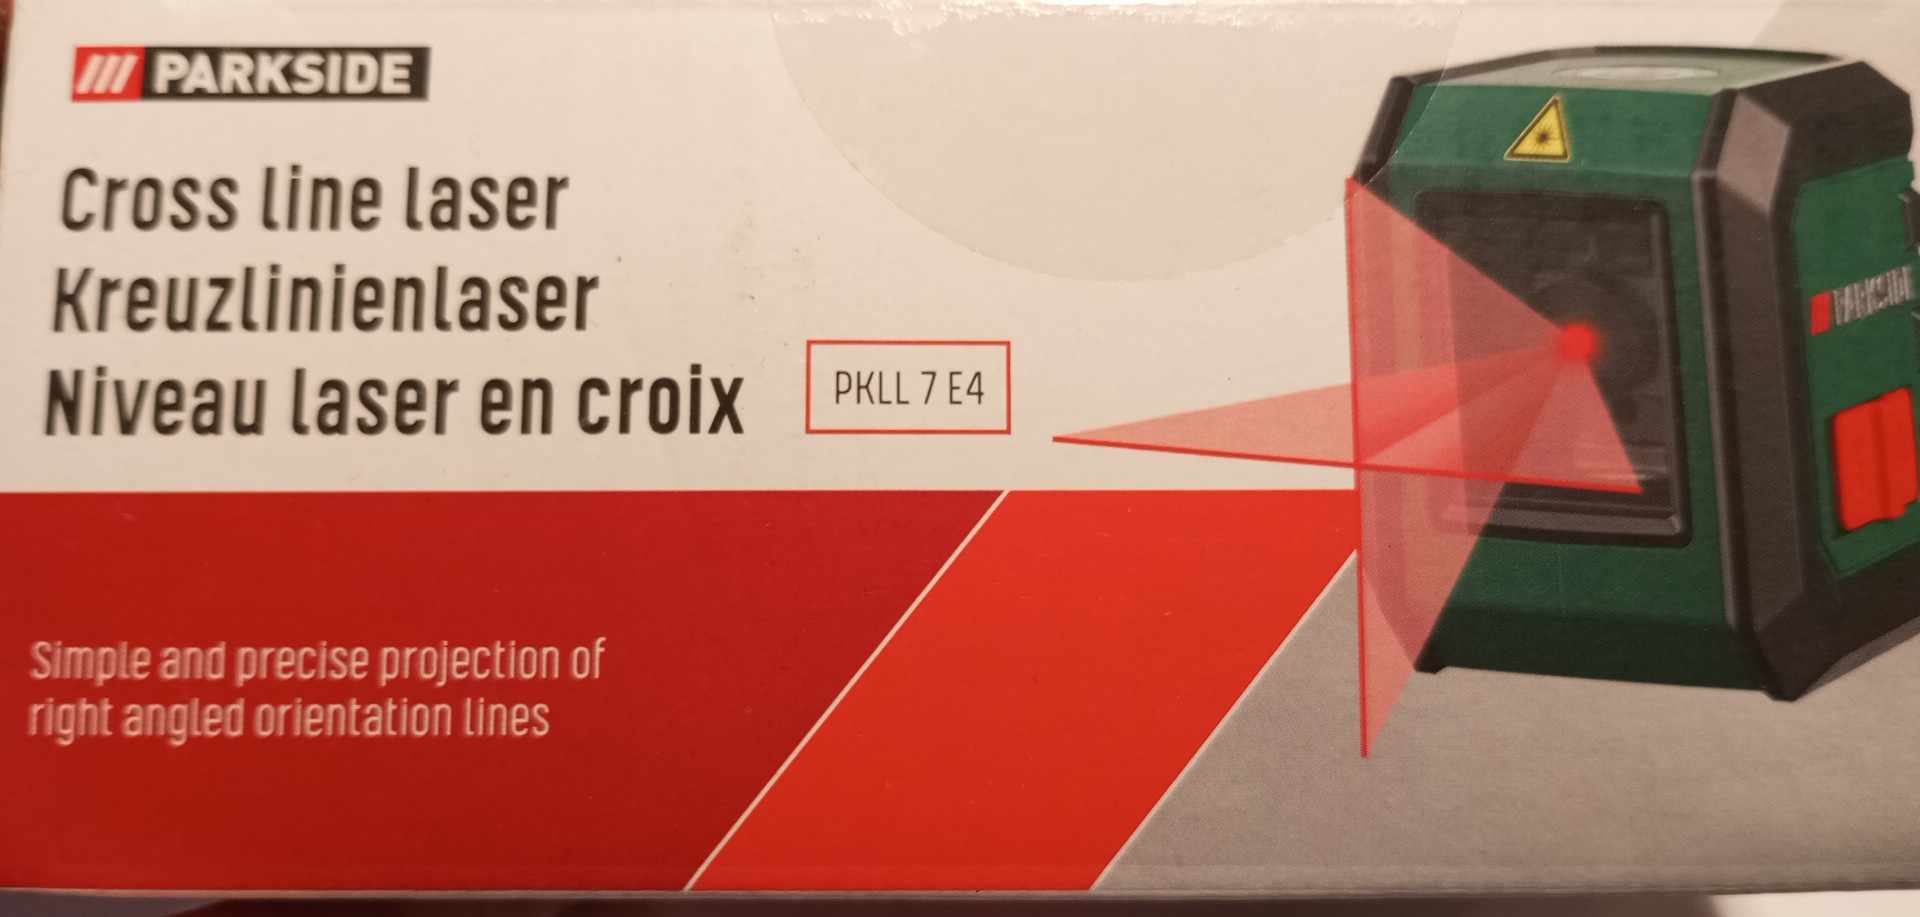 PARKSIDE
Cross line laser
Kreuzlinienlaser
Niveau laser en croix
PKLL 7 E4
PARKSIDE
Simple and precise projection of
right angled orientation lines